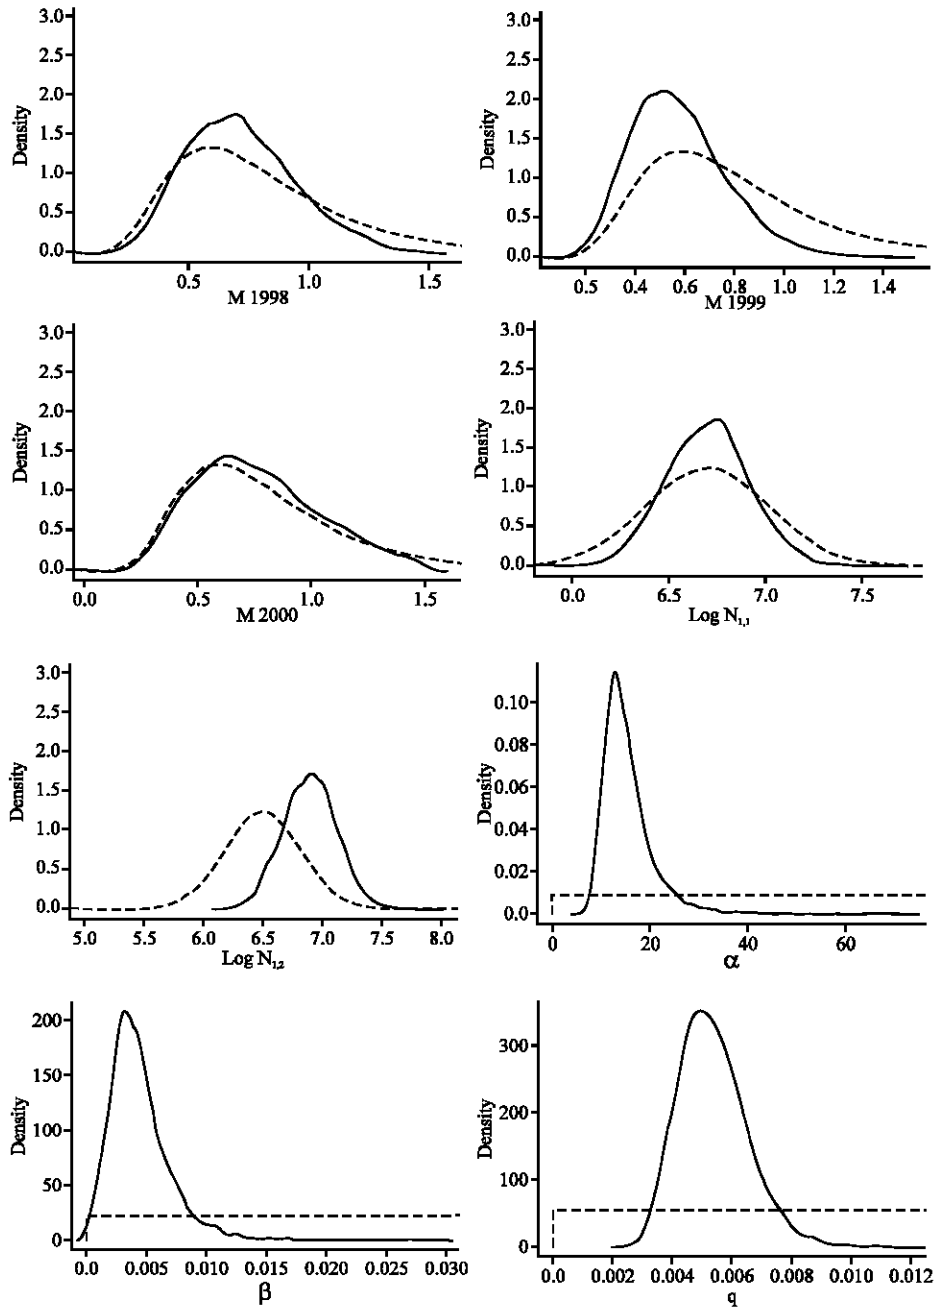 3.0
2.5
2.0
1.5
1.0
0.5
0.0
Density
0.5 1.0 1.5
M 1998
3.0
2.5
2.0
1.5
1.0
0.5
0.0
Density
0.5 0.4 0.6 0.8 1.0 1.2 1.4
M 1999
3.0
2.5
2.0
1.5
1.0
0.5
0.0
Density
0.0 0.5 1.0 1.5
M 2000
3.0
2.5
2.0
1.5
1.0
0.5
0.0
Density
0.0 6.5 7.0 7.5
Log N1,1
3.0
2.5
2.0
1.5
1.0
0.5
0.0
Density
5.0 5.5 6.0 6.5 7.0 7.5 8.0
Log N1,2
0.10
0.08
0.06
0.04
0.02
0.0
Density
0 20 40 60
α
200
150
100
50
0
Density
0.0 0.005 0.010 0.020 0.020 0.025 0.030
β
300
200
100
0
Density
0.0 0.002 0.004 0.006 0.008 0.010 0.012
q